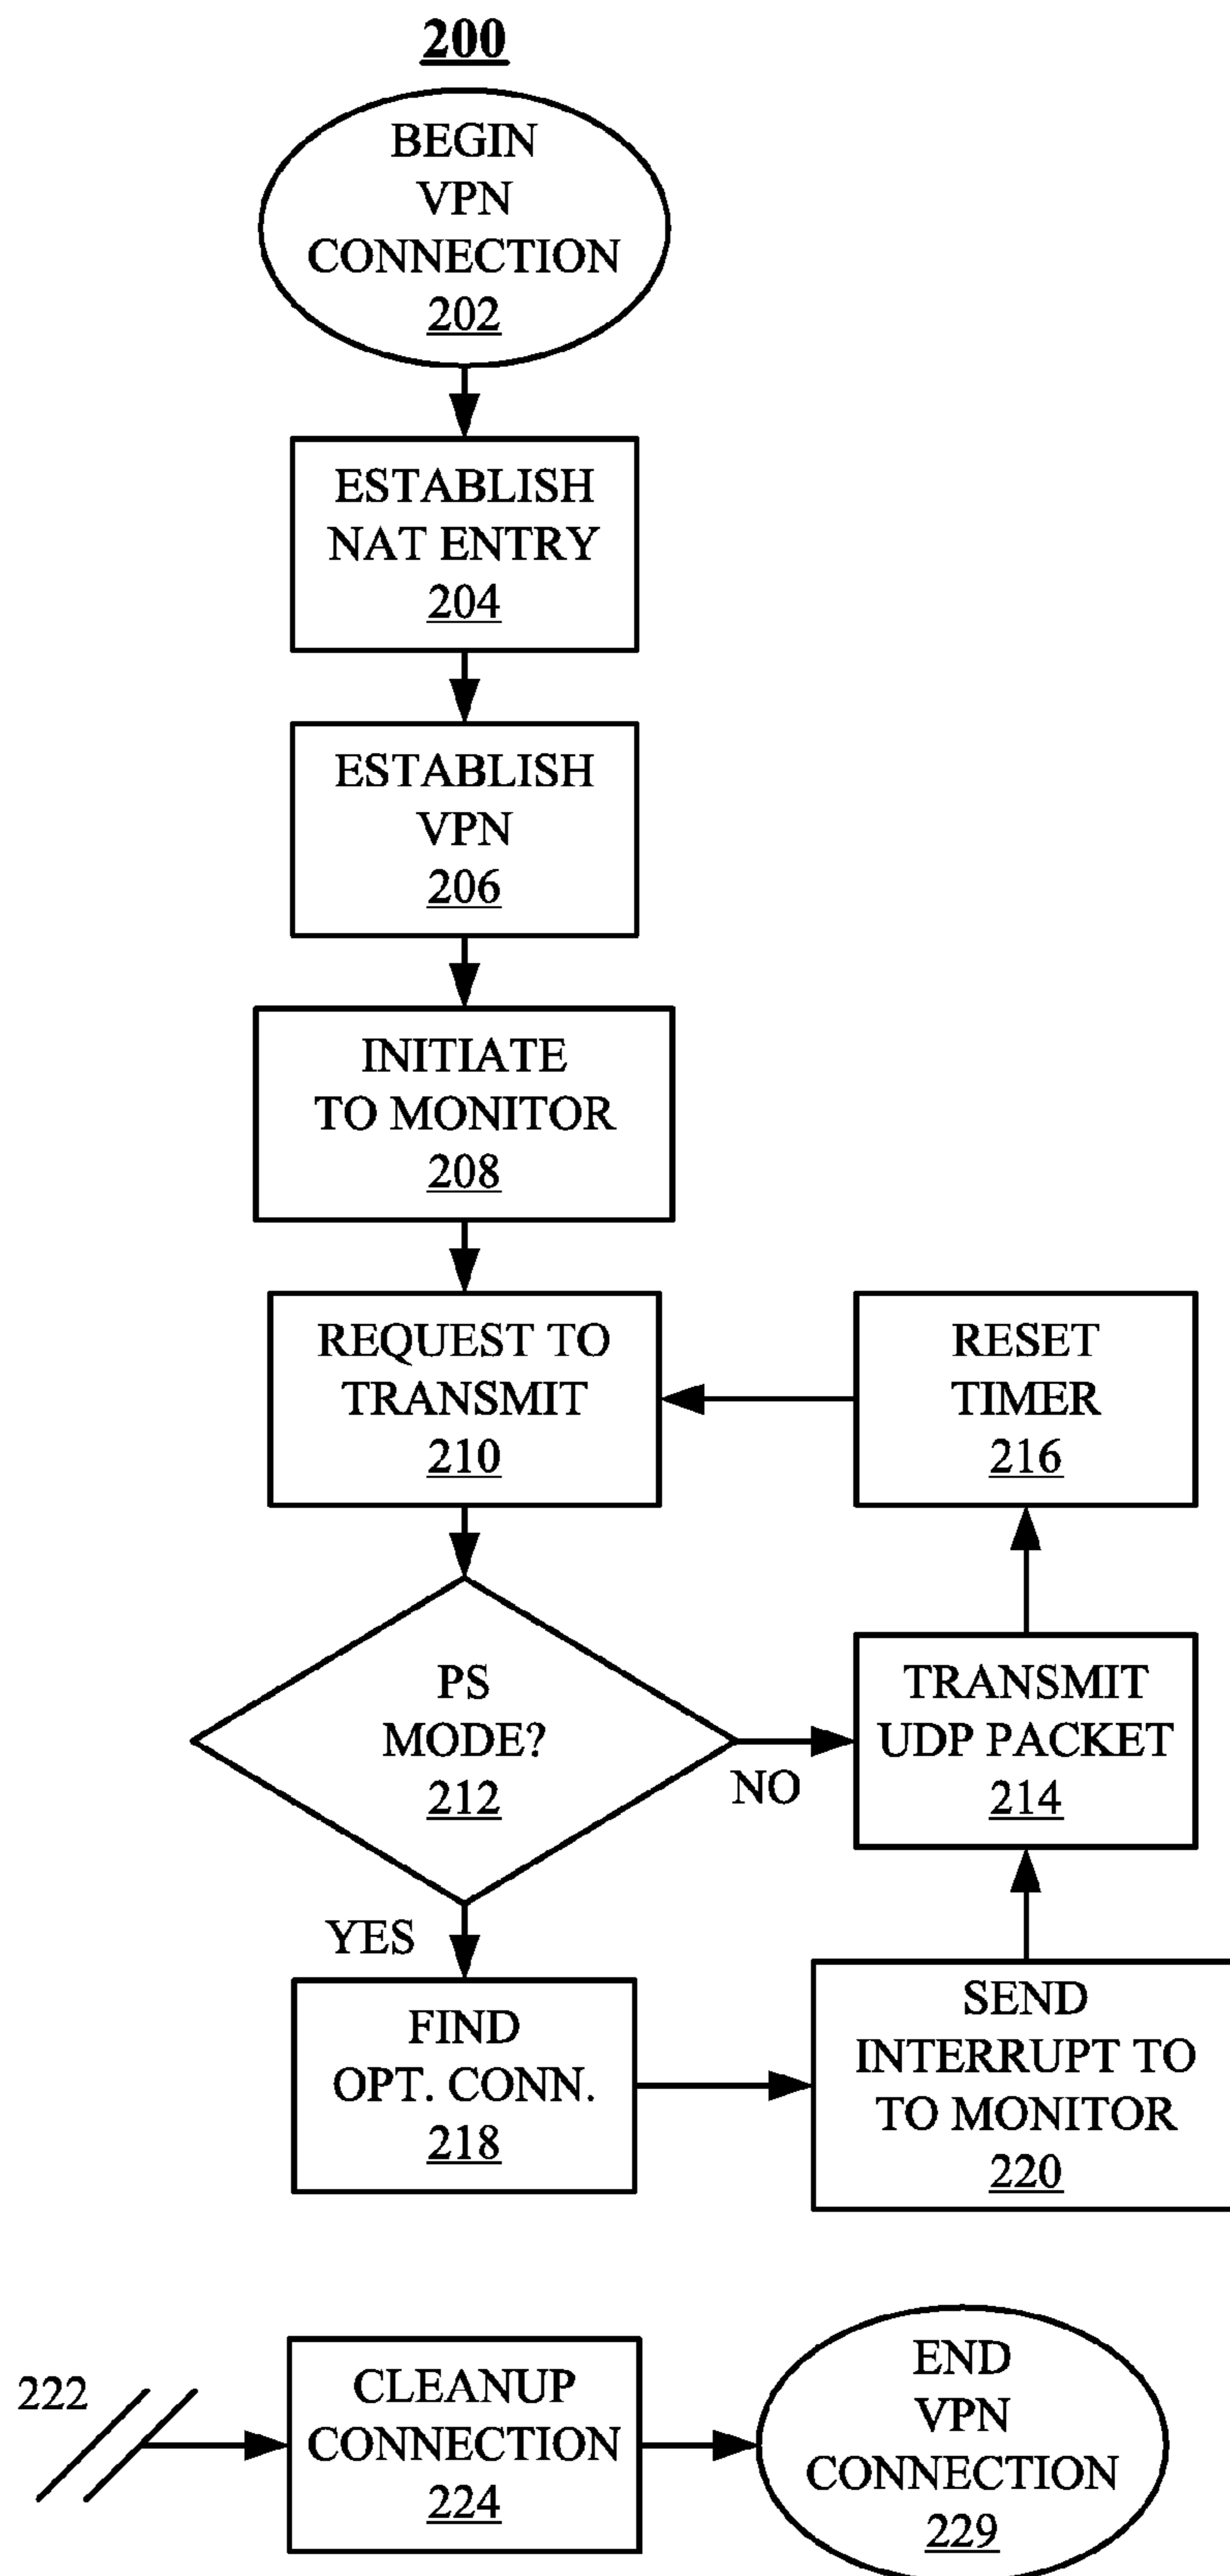 200
BEGIN
VPN
CONNECTION
202
ESTABLISH
NAT ENTRY
204
ESTABLISH
VPN
206
INITIATE
TO MONITOR
208
REQUEST TO
TRANSMIT
210
RESET
TIMER
216
PS
MODE?
212
NO
TRANSMIT
UDP PACKET
214
YES
FIND
OPT. CONN.
218
SEND
INTERRUPT TO
TO MONITOR
220
222
CLEANUP
CONNECTION
224
END
VPN
CONNECTION
229